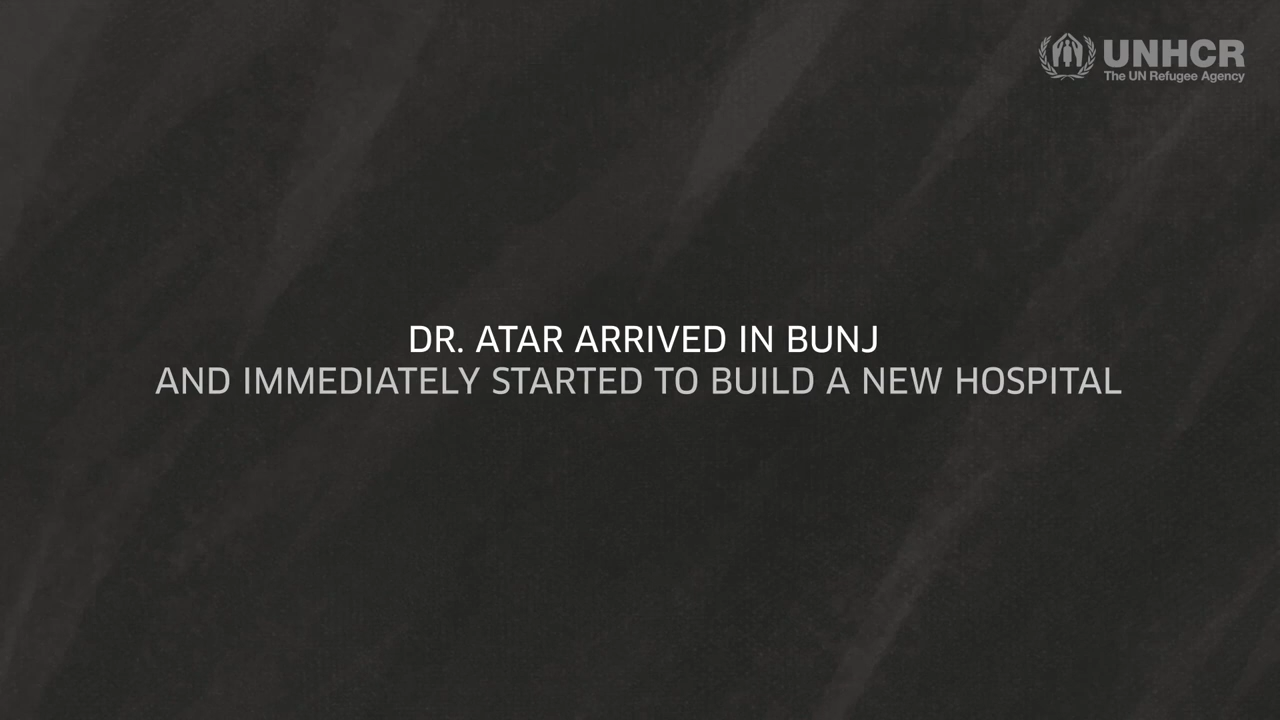 UNHCR
The UN Refugee Agency
DR. ATAR ARRIVED IN BUNJ
AND IMMEDIATELY STARTED TO BUILD A NEW HOSPITAL